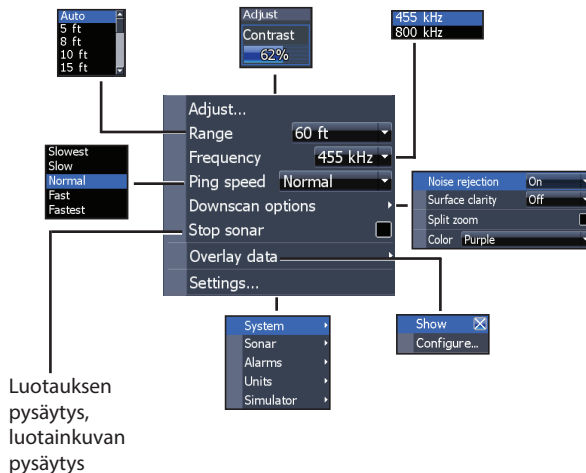 Auto
5 ft
8 ft
10 ft
15 ft
Adjust
Contrast
62%
455 kHz
800 kHz
Adjust...
Range 60 ft
Frequency 455 kHz
Ping speed Normal
Downscan options
Stop sonar
Overlay data
Settings...
Slowest
Slow
Normal
Fast
Fastest
Noise rejection On
Surface clarity Off
Split zoom
Color Purple
System
Sonar
Alarms
Units
Simulator
Show
Configure...
Luotauksen
pysäytys,
luotainkuvan
pysäytys